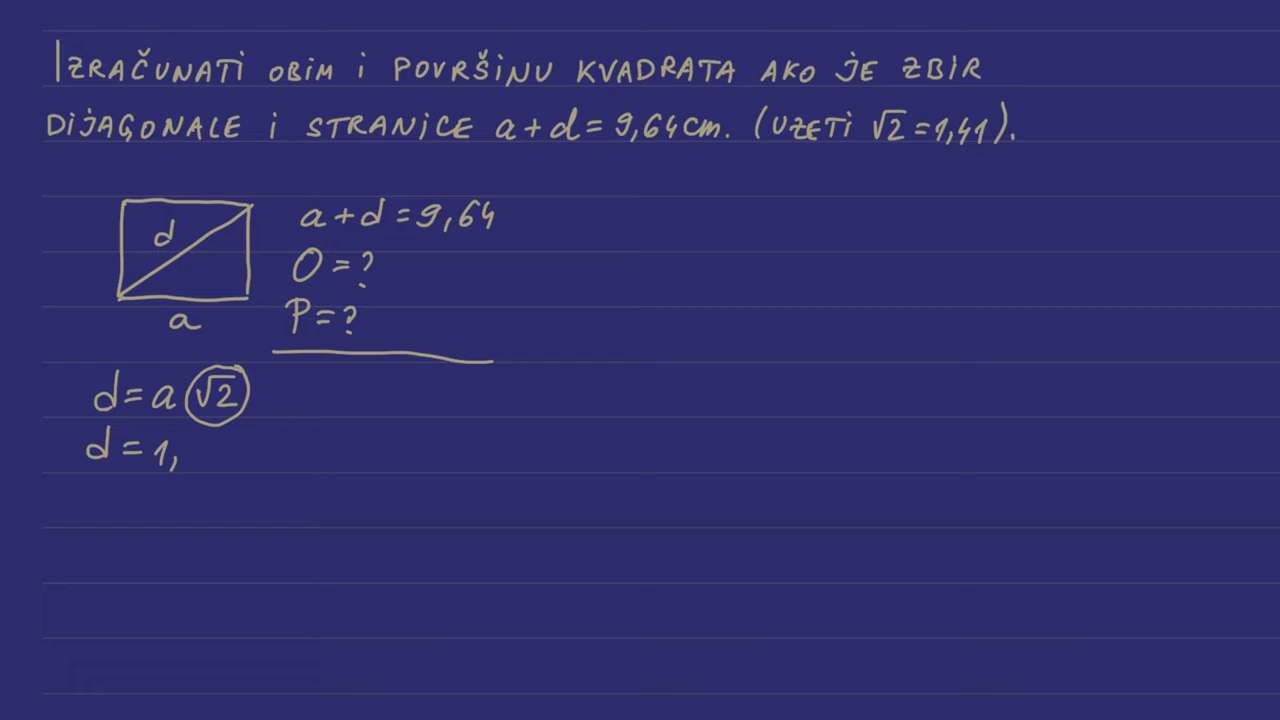 IZRAČUNATI OBIM I POVRŠINU KVADRATA AKO JE ZBIR
DIJAGONALE I STRANICE a+d=9,64cm. (UZETI √2=1,41).
d
a
a+d=9,64
O=?
P=?
d=a√2
d=1,